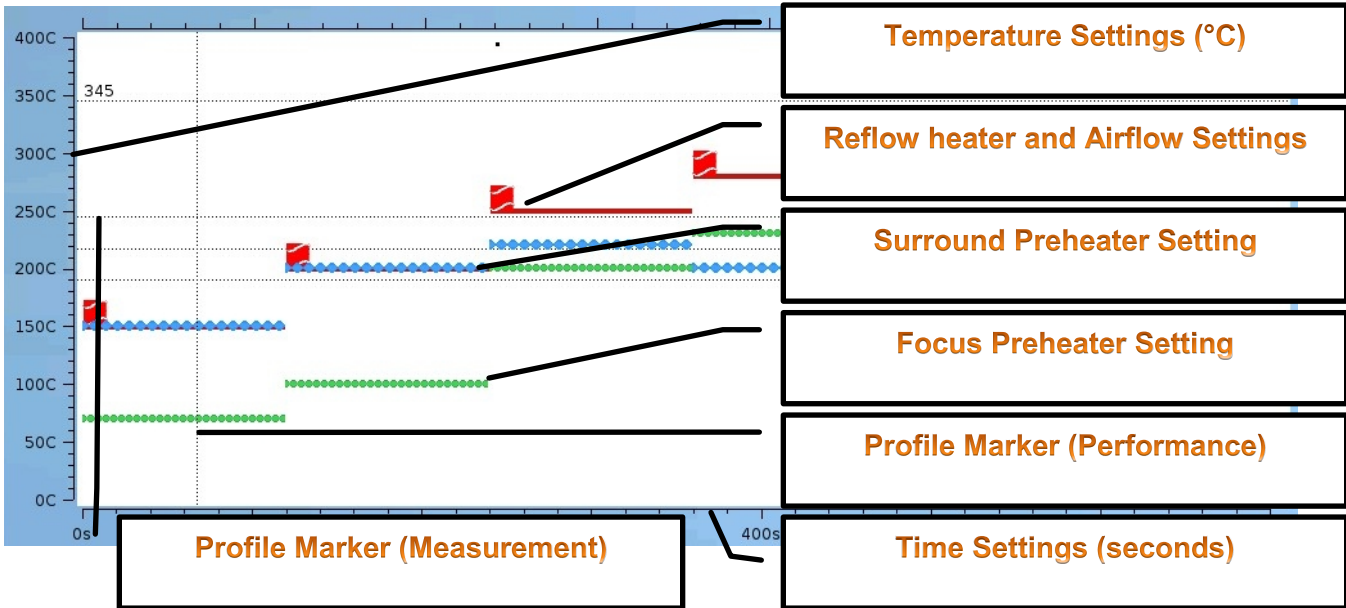 Temperature Settings (°C)
400C
350C
345
Reflow heater and Airflow Settings
300C
250C
Surround Preheater Setting
200C
150C
Focus Preheater Setting
100C
50C
Profile Marker (Performance)
0C
0s
400s
Profile Marker (Measurement)
Time Settings (seconds)